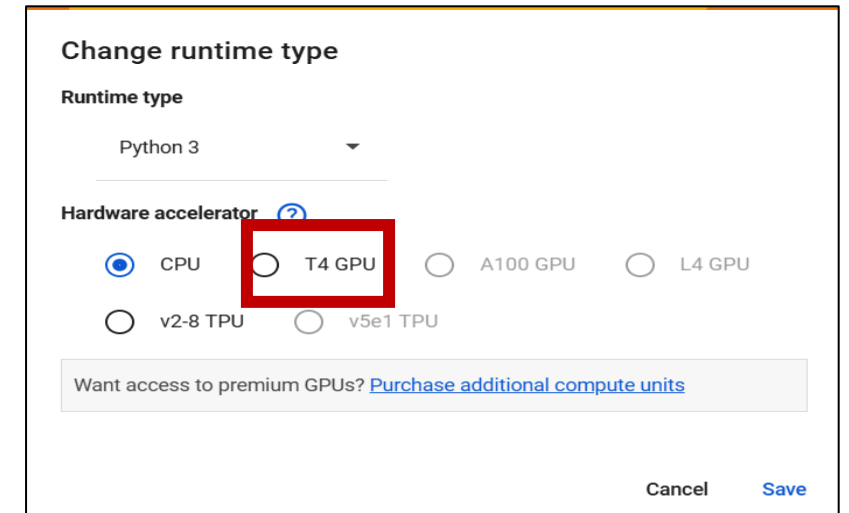 Change runtime type
Runtime type
Python 3
Hardware accelerator ?
CPU T4 GPU A100 GPU L4 GPU
v2-8 TPU v5e1 TPU
Want access to premium GPUs? Purchase additional compute units
Cancel Save